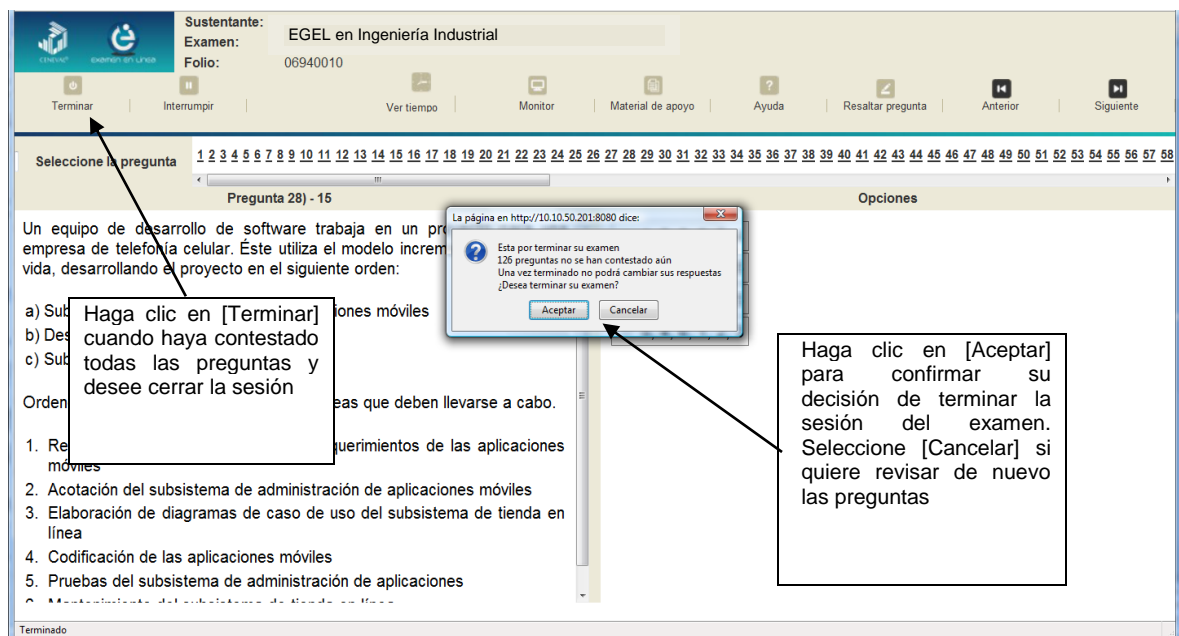 Sustentante:
Examen: EGEL en Ingeniería Industrial
Folio: 06940010
CENEVAL
examen en línea
Terminar Interrumpir Ver tiempo Monitor Material de apoyo Ayuda Resaltar pregunta Anterior Siguiente
Seleccione la pregunta 1 2 3 4 5 6 7 8 9 10 11 12 13 14 15 16 17 18 19 20 21 22 23 24 25 26 27 28 29 30 31 32 33 34 35 36 37 38 39 40 41 42 43 44 45 46 47 48 49 50 51 52 53 54 55 56 57 58
Pregunta 28) - 15 Opciones
Un equipo de desarrollo de software trabaja en un
empresa de telefonía celular. Éste utiliza el modelo
vida, desarrollando el proyecto en el siguiente orden:
a) móviles
b)
c)
que deben llevarse a cabo.
1. de las aplicaciones
móviles
2. Acotación del subsistema de administración de aplicaciones móviles
3. Elaboración de diagramas de caso de uso del subsistema de tienda en
línea
4. Codificación de las aplicaciones móviles
5. Pruebas del subsistema de administración de aplicaciones
La página en http://10.10.50.201:8080 dice:
Esta por terminar su examen
126 preguntas no se han contestado aún
Una vez terminado no podrá cambiar sus respuestas
¿Desea terminar su examen?
Aceptar Cancelar
Haga clic en [Terminar]
cuando haya contestado
todas las preguntas y
desee cerrar la sesión
Haga clic en [Aceptar]
para confirmar su
decisión de terminar la
sesión del examen.
Seleccione [Cancelar] si
quiere revisar de nuevo
las preguntas
Terminado